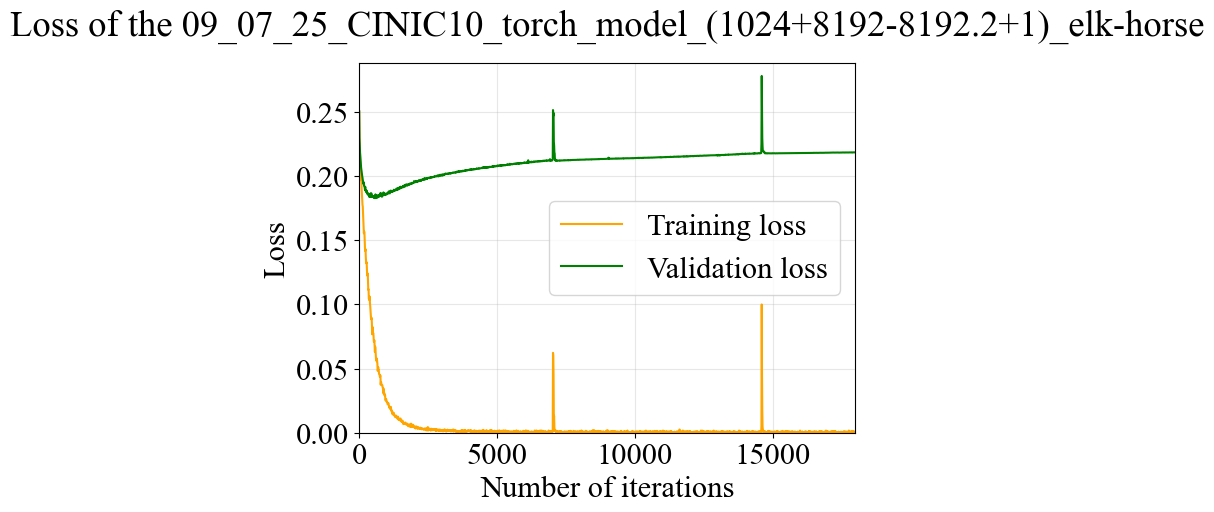 Loss of the 09_07_25_CINIC10_torch_model_(1024+8192-8192.2+1)_elk-horse
0.25
0.20
0.15
0.10
0.05
0.00
Loss
Training loss
Validation loss
0 5000 10000 15000
Number of iterations